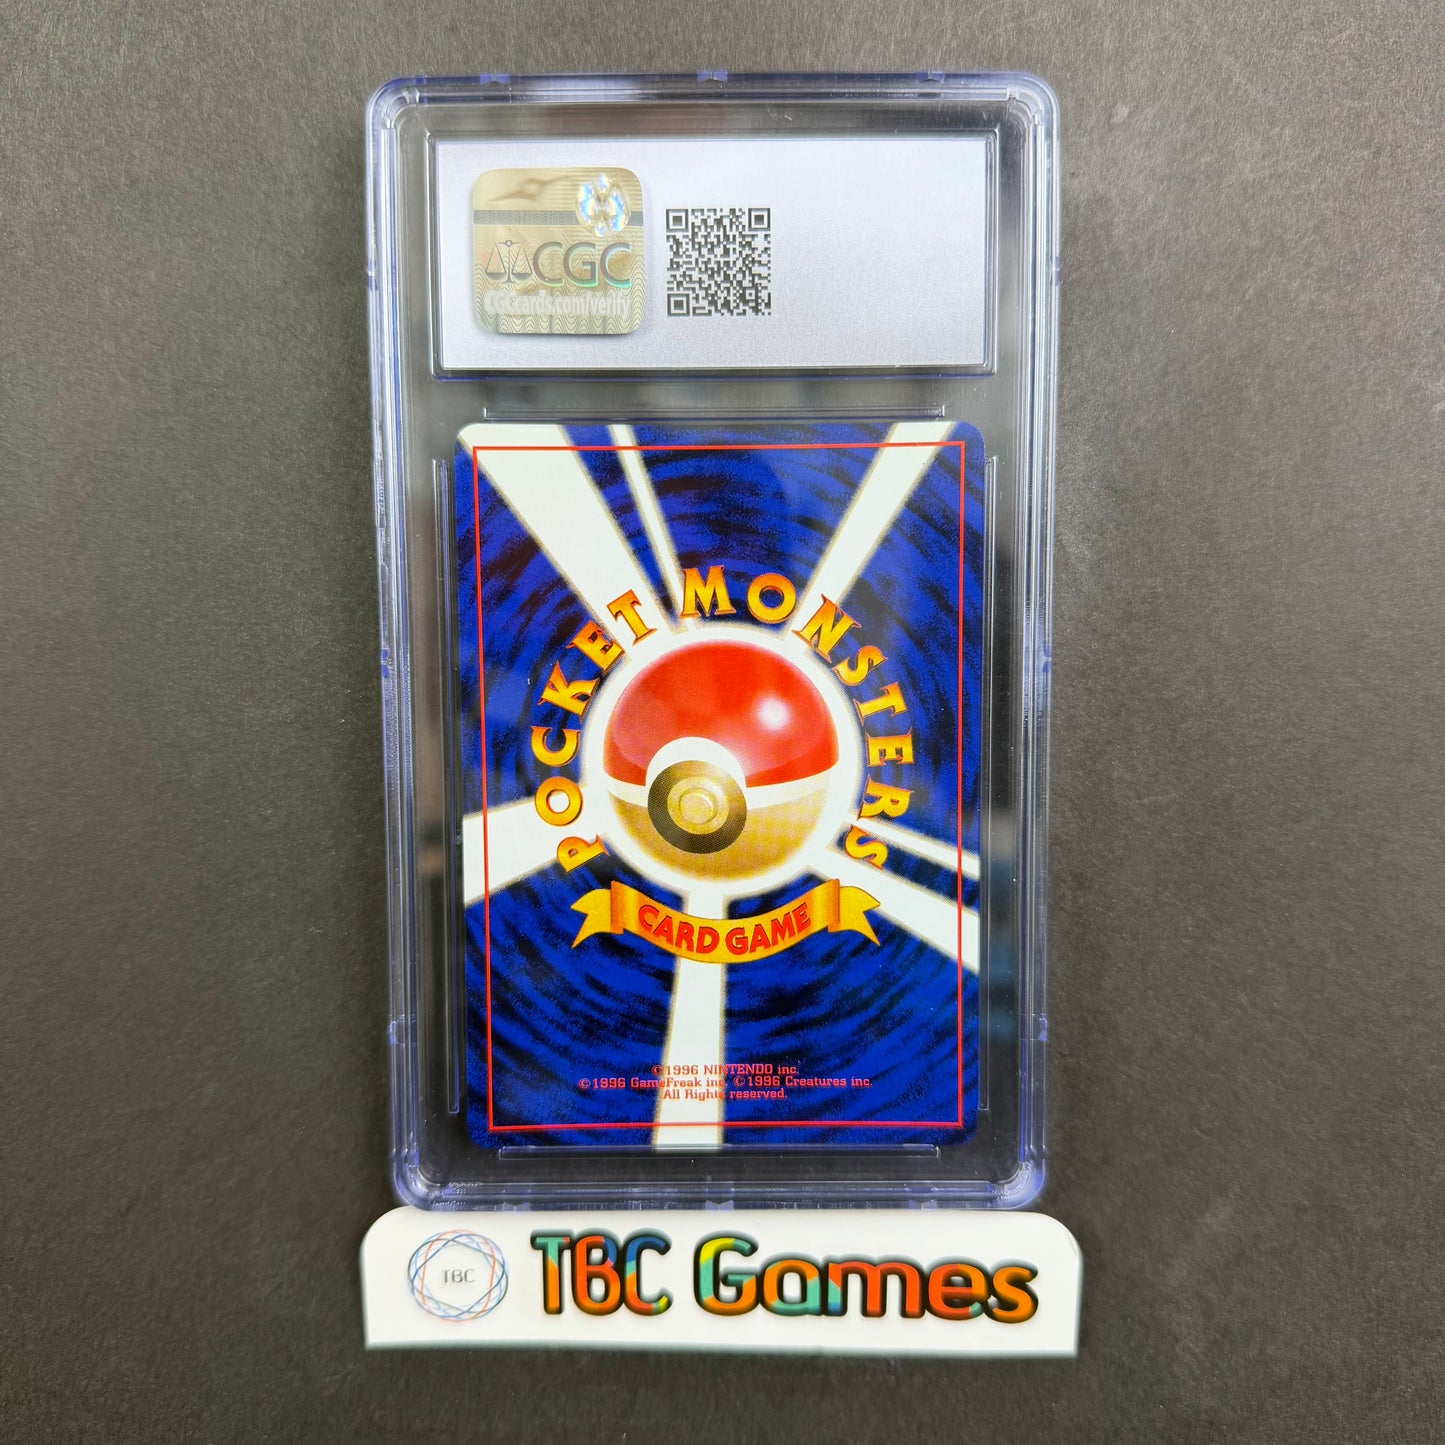 CGC
CGCcards.com/verify
POCKET MONSTERS
CARD GAME
©1996 NINTENDO inc.
©1996 GameFreak inc. ©1996 Creatures inc.
All Rights reserved.
TBC
TBC Games